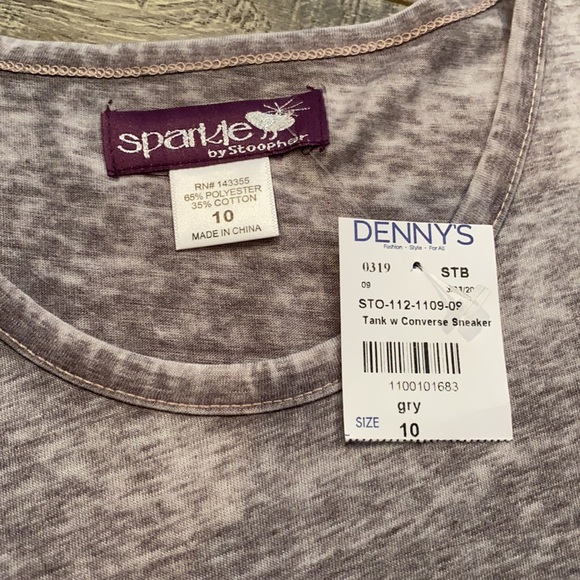 sparkle
by Stoopher
RN# 143355
65% POLYESTER
35% COTTON
10
MADE IN CHINA
DENNY'S
Fashion - Style - For All
0319
STB
09
STO-112-1109-09
Tank w Converse Sneaker
1100101683
gry
SIZE
10